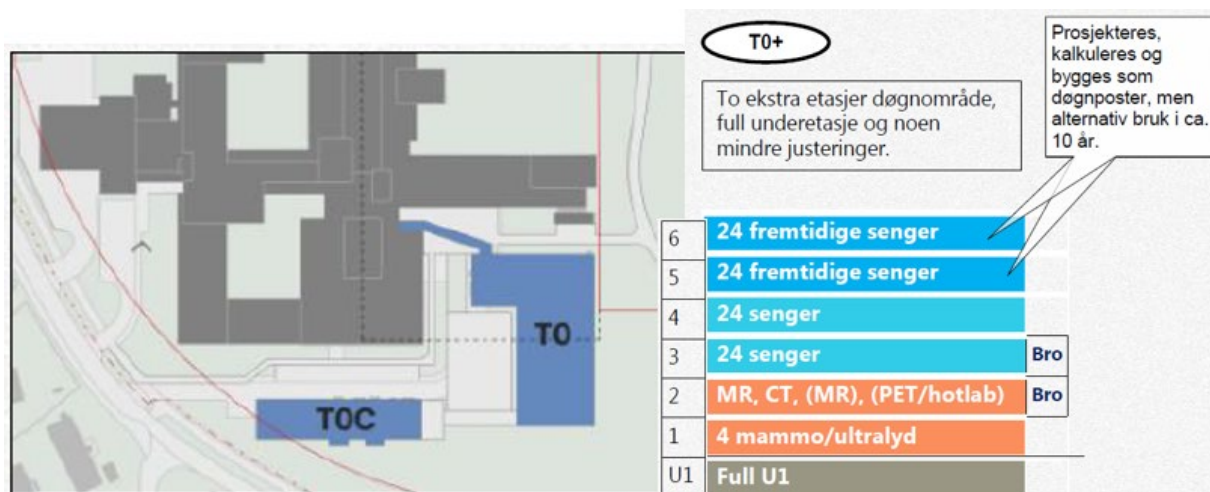 T0
T0C
T0+
To ekstra etasjer døgnområde,
full underetasje og noen
mindre justeringer.
Prosjekteres,
kalkuleres og
bygges som
døgnposter, men
alternativ bruk i ca.
10 år.
6 24 fremtidige senger
5 24 fremtidige senger
4 24 senger
3 24 senger Bro
2 MR, CT, (MR), (PET/hotlab) Bro
1 4 mammo/ultralyd
U1 Full U1